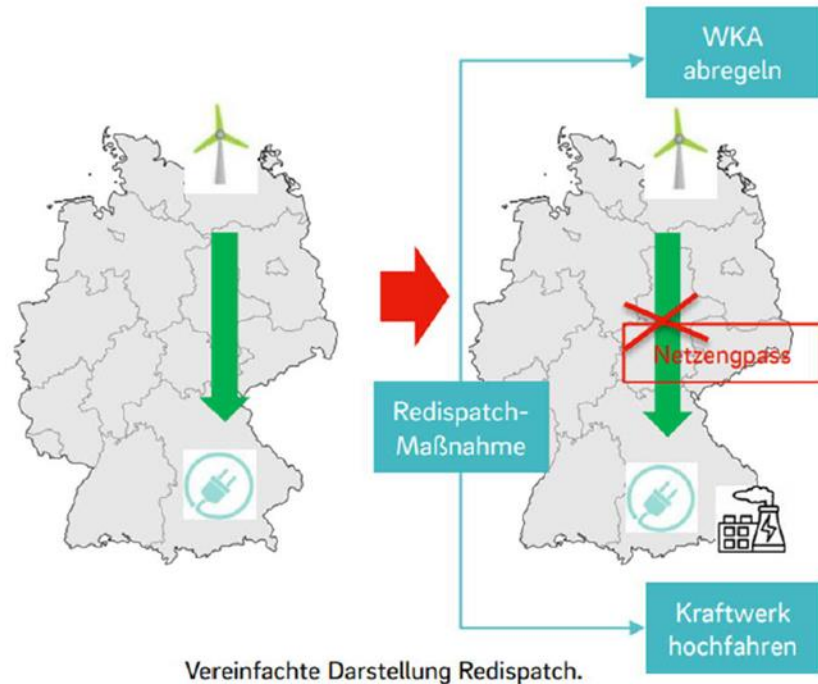 WKA
abregeln
Netzengpass
Redispatch-
Maßnahme
Kraftwerk
hochfahren
Vereinfachte Darstellung Redispatch.